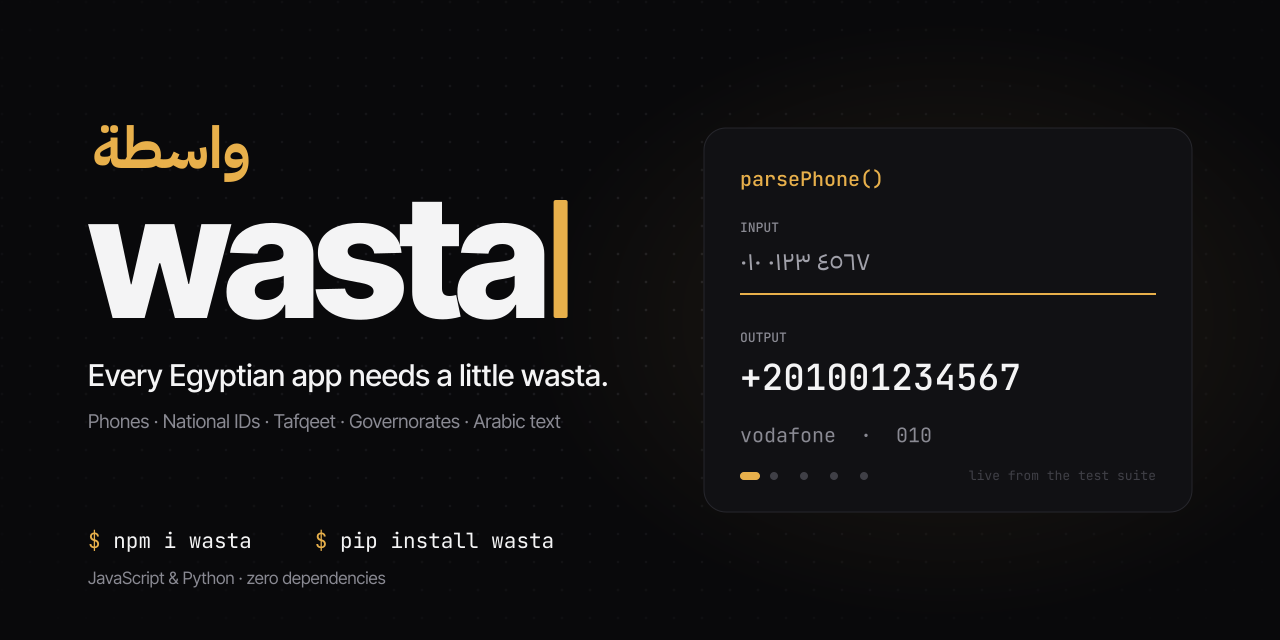 واسطة
wasta
Every Egyptian app needs a little wasta.
Phones · National IDs · Tafqeet · Governorates · Arabic text
$ npm i wasta $ pip install wasta
JavaScript & Python · zero dependencies
parsePhone()
INPUT
٠١٠ ٠١٢٣ ٤٥٦٧
OUTPUT
+201001234567
vodafone · 010
live from the test suite